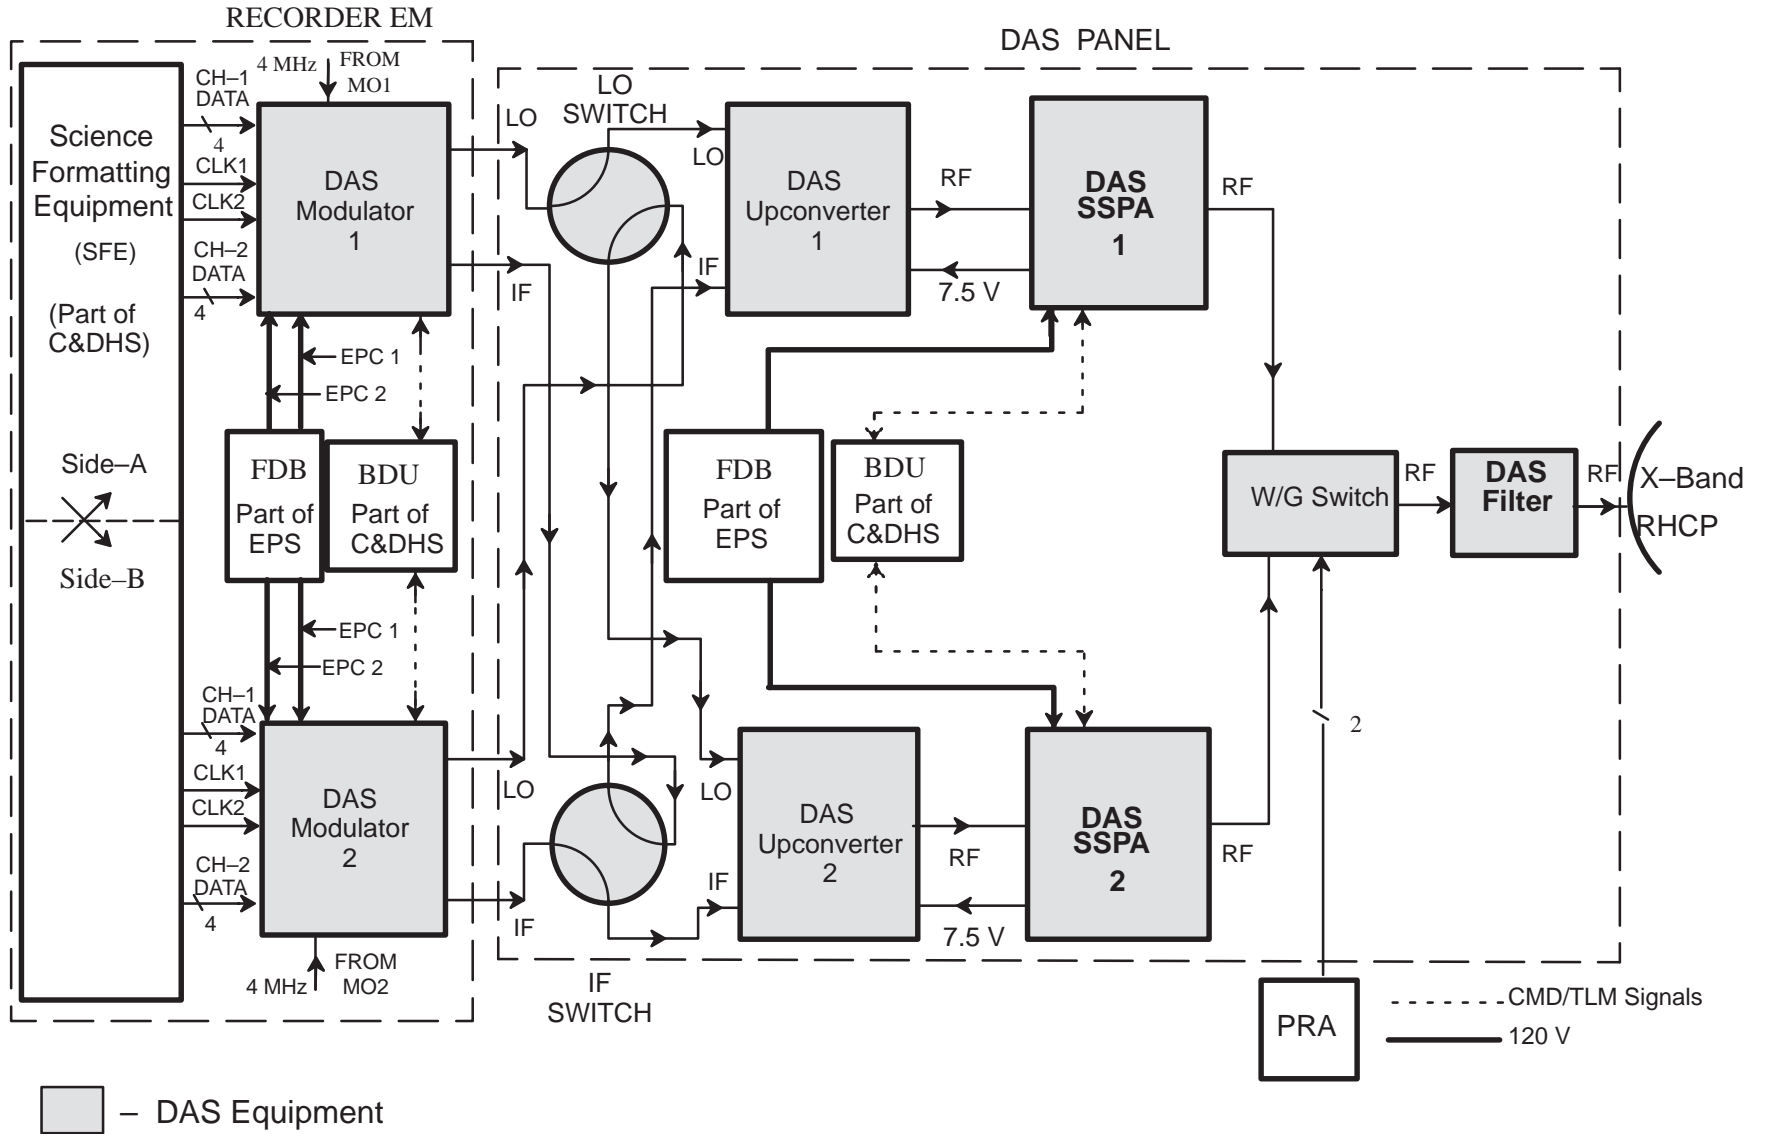 RECORDER EM
DAS PANEL
Science
Formatting
Equipment
(SFE)
(Part of
C&DHS)
Side–A
Side–B
CH–1
DATA
4
CLK1
CLK2
CH–2
DATA
4
4 MHz
FROM
MO1
DAS
Modulator
1
EPC 1
EPC 2
FDB
Part of
EPS
BDU
Part of
C&DHS
EPC 1
EPC 2
CH–1
DATA
4
CLK1
CLK2
CH–2
DATA
4
DAS
Modulator
2
4 MHz
FROM
MO2
LO
IF
LO
IF
LO
SWITCH
LO
IF
DAS
Upconverter
1
RF
7.5 V
DAS
SSPA
1
RF
FDB
Part of
EPS
BDU
Part of
C&DHS
LO
IF
IF
SWITCH
DAS
Upconverter
2
RF
7.5 V
DAS
SSPA
2
RF
W/G Switch
RF
DAS
Filter
RF
X–Band
RHCP
2
PRA
CMD/TLM Signals
120 V
– DAS Equipment